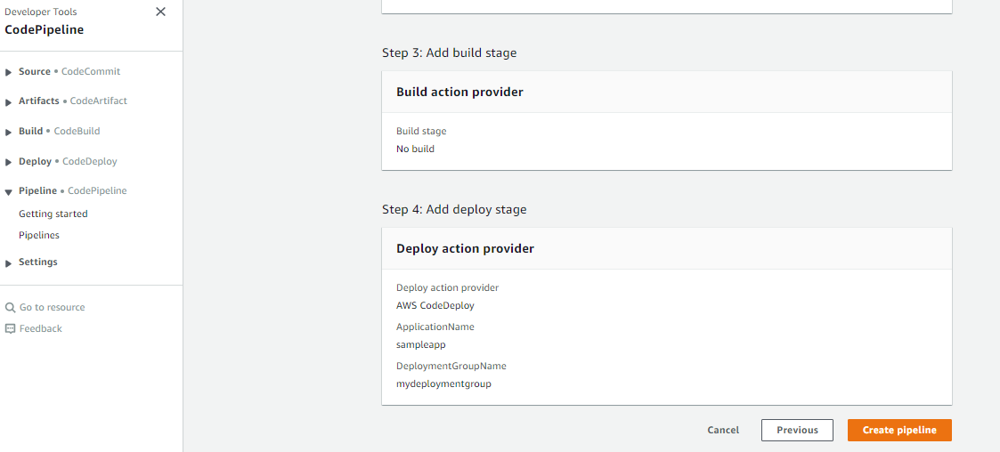 Developer Tools
CodePipeline
Source • CodeCommit
Artifacts • CodeArtifact
Build • CodeBuild
Deploy • CodeDeploy
Pipeline • CodePipeline
Getting started
Pipelines
Settings
Go to resource
Feedback
Step 3: Add build stage
Build action provider
Build stage
No build
Step 4: Add deploy stage
Deploy action provider
Deploy action provider
AWS CodeDeploy
ApplicationName
sampleapp
DeploymentGroupName
mydeploymentgroup
Cancel
Previous
Create pipeline